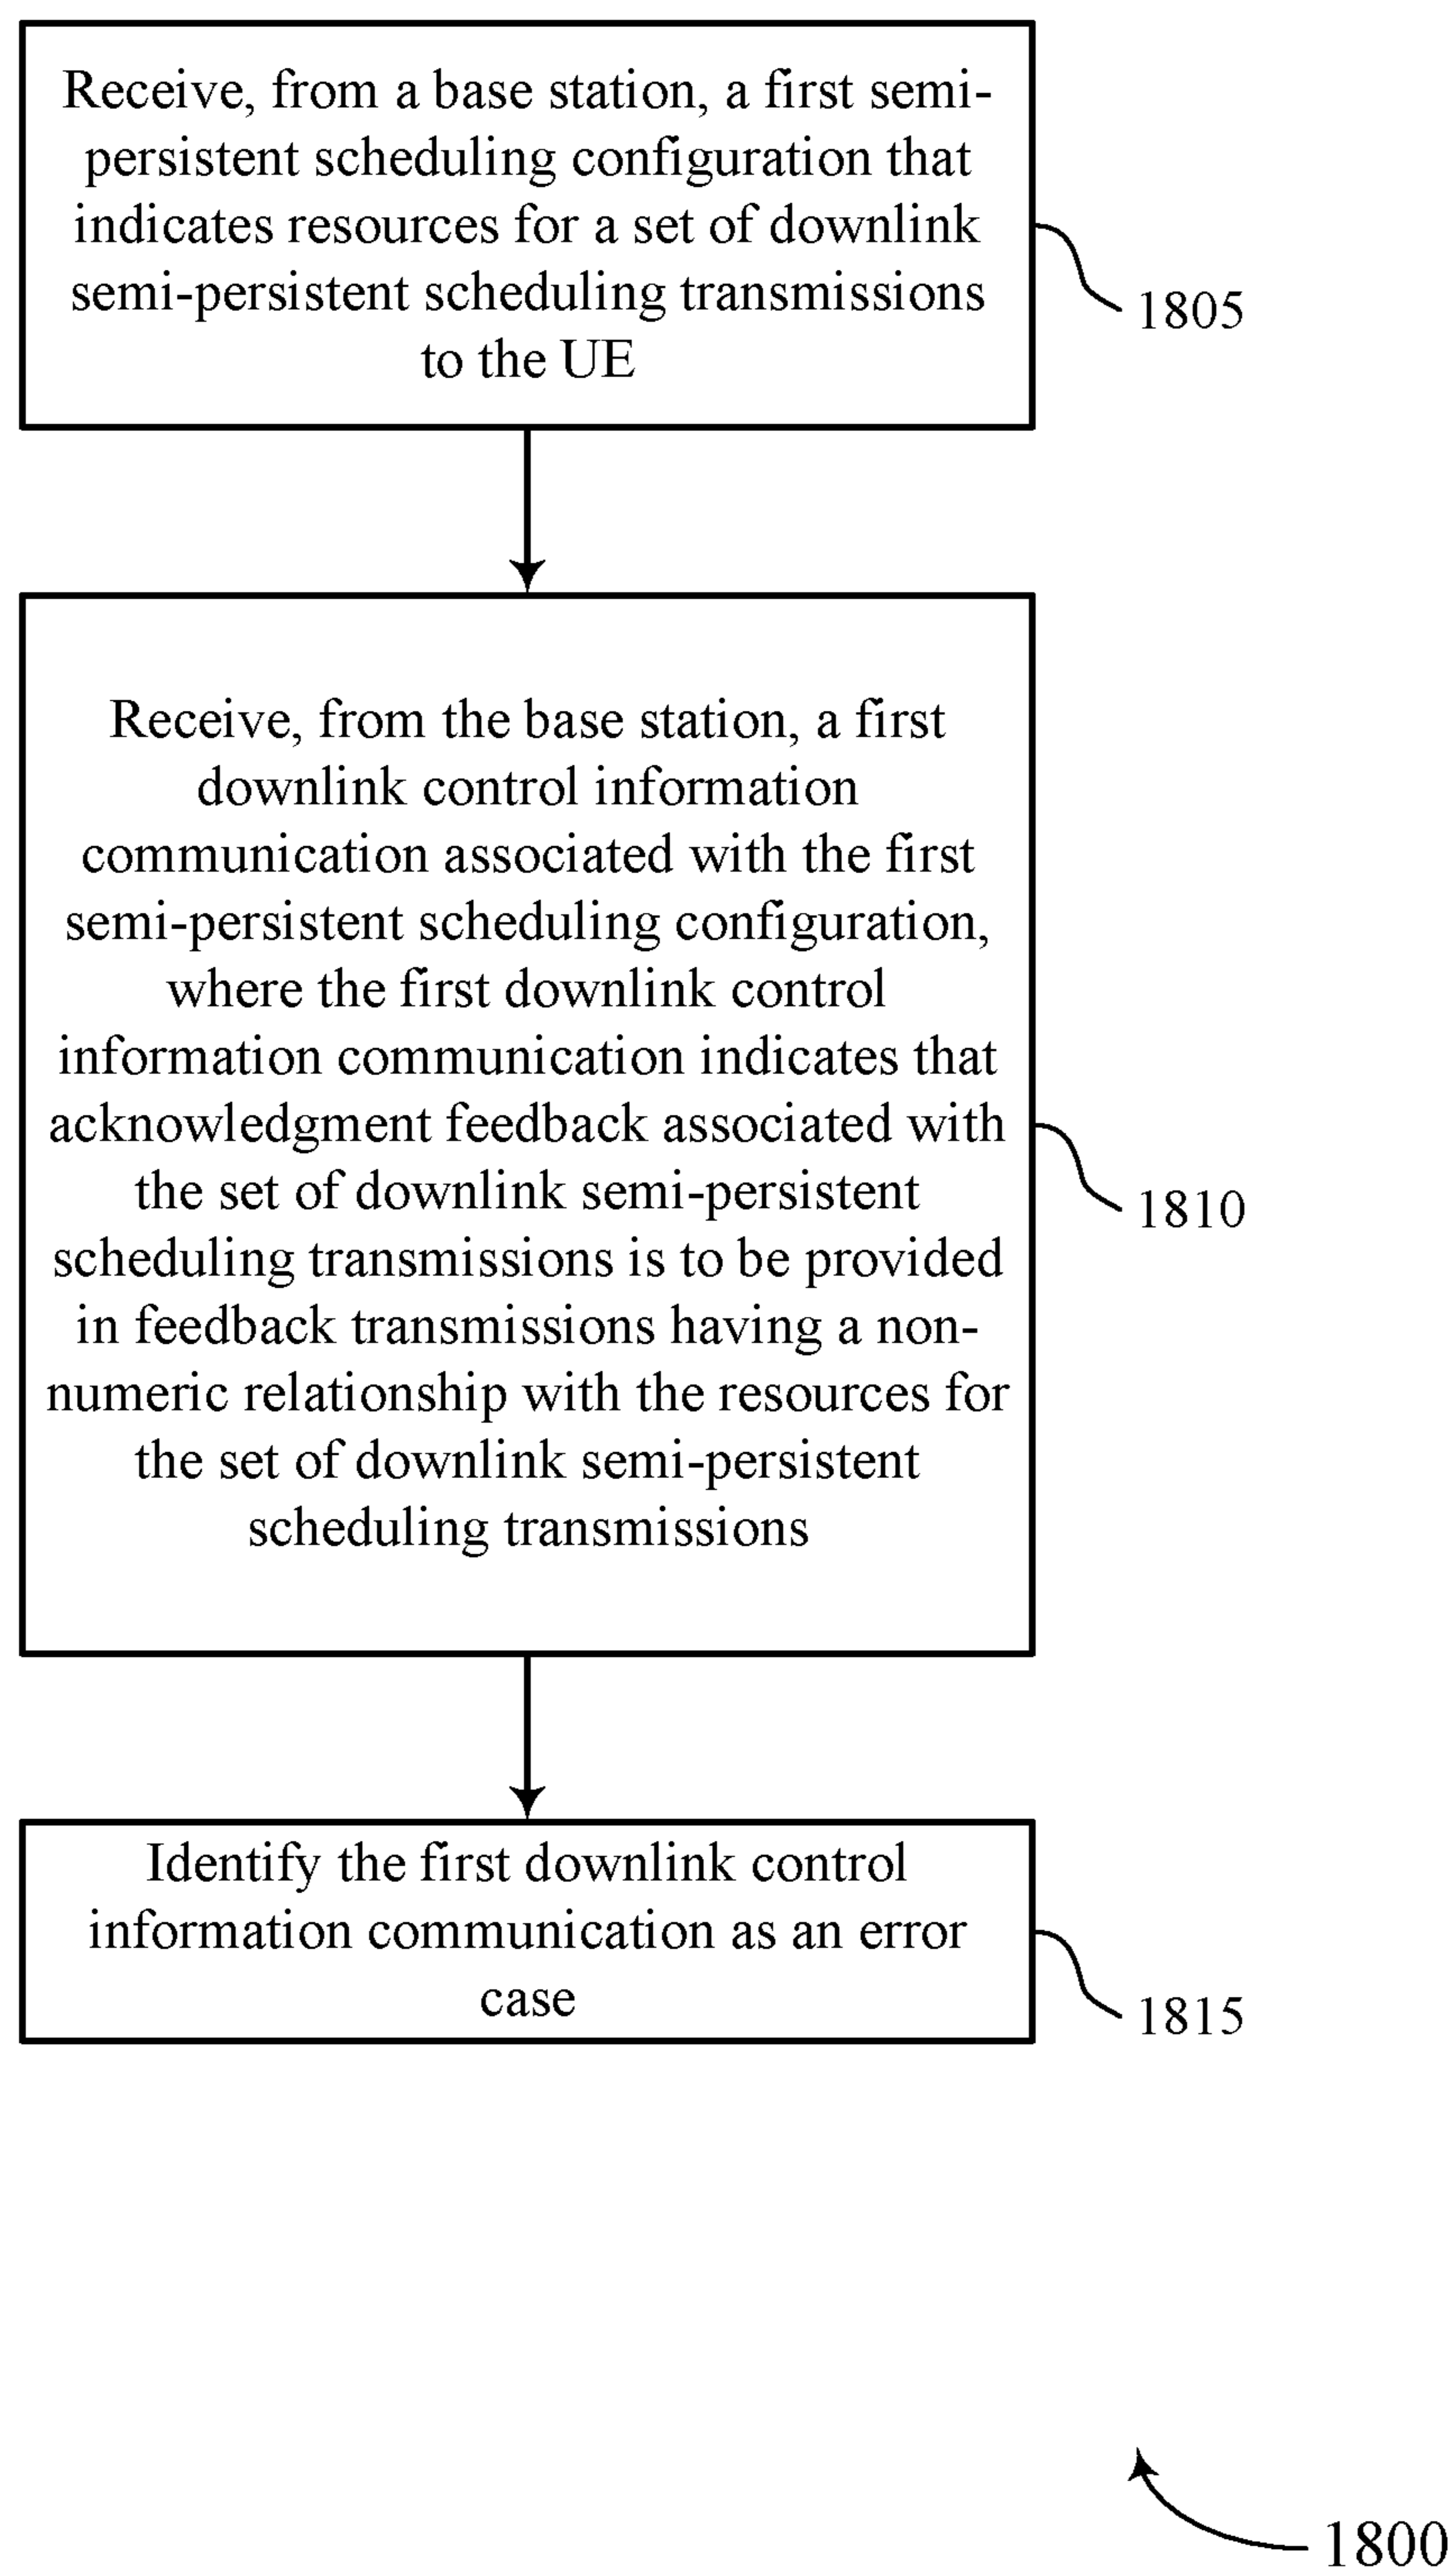 Receive, from a base station, a first semi-
persistent scheduling configuration that
indicates resources for a set of downlink
semi-persistent scheduling transmissions
to the UE
1805
Receive, from the base station, a first
downlink control information
communication associated with the first
semi-persistent scheduling configuration,
where the first downlink control
information communication indicates that
acknowledgment feedback associated with
the set of downlink semi-persistent
scheduling transmissions is to be provided
in feedback transmissions having a non-
numeric relationship with the resources for
the set of downlink semi-persistent
scheduling transmissions
1810
Identify the first downlink control
information communication as an error
case
1815
1800